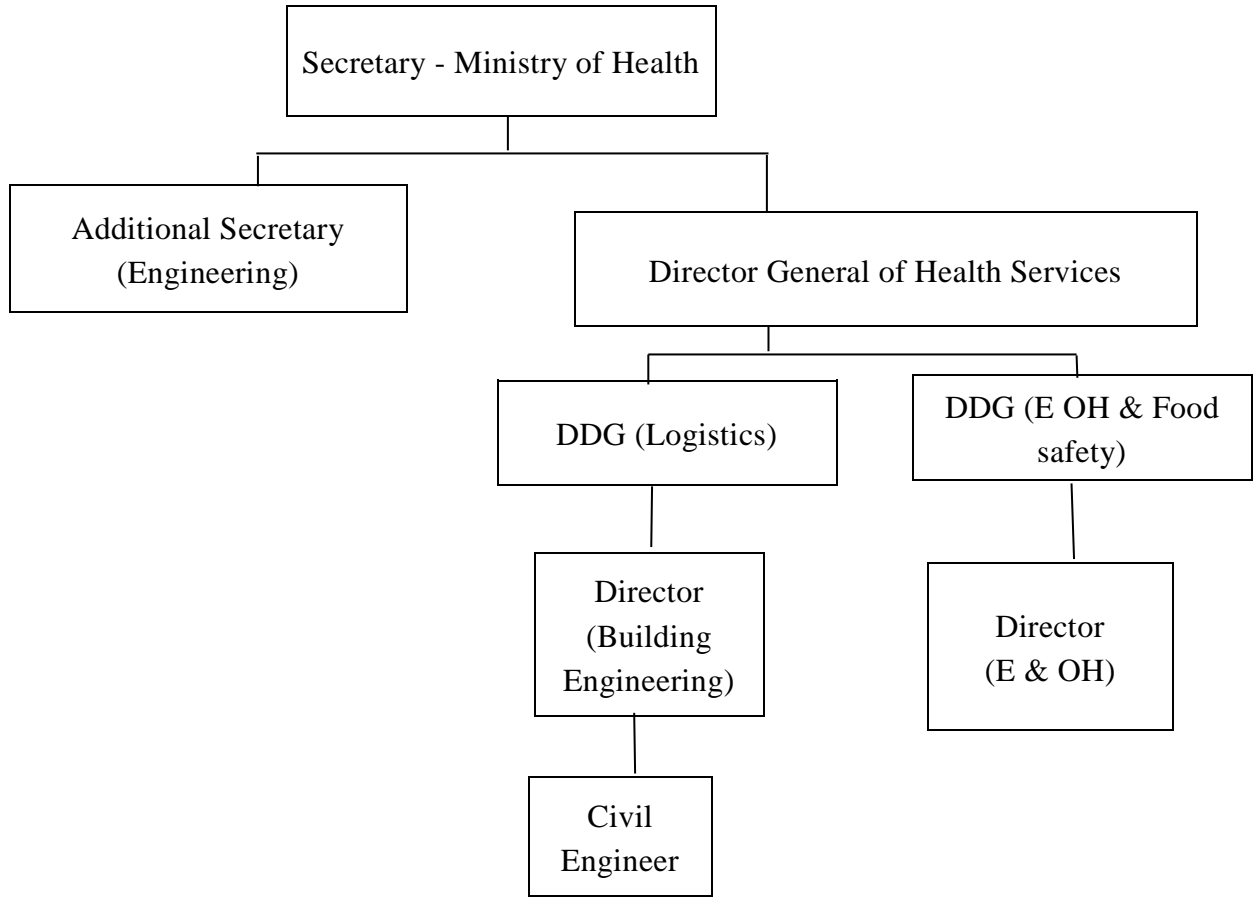 Secretary - Ministry of Health
Additional Secretary
(Engineering)
Director General of Health Services
DDG (Logistics)
DDG (E OH & Food
safety)
Director
(Building
Engineering)
Director
(E & OH)
Civil
Engineer